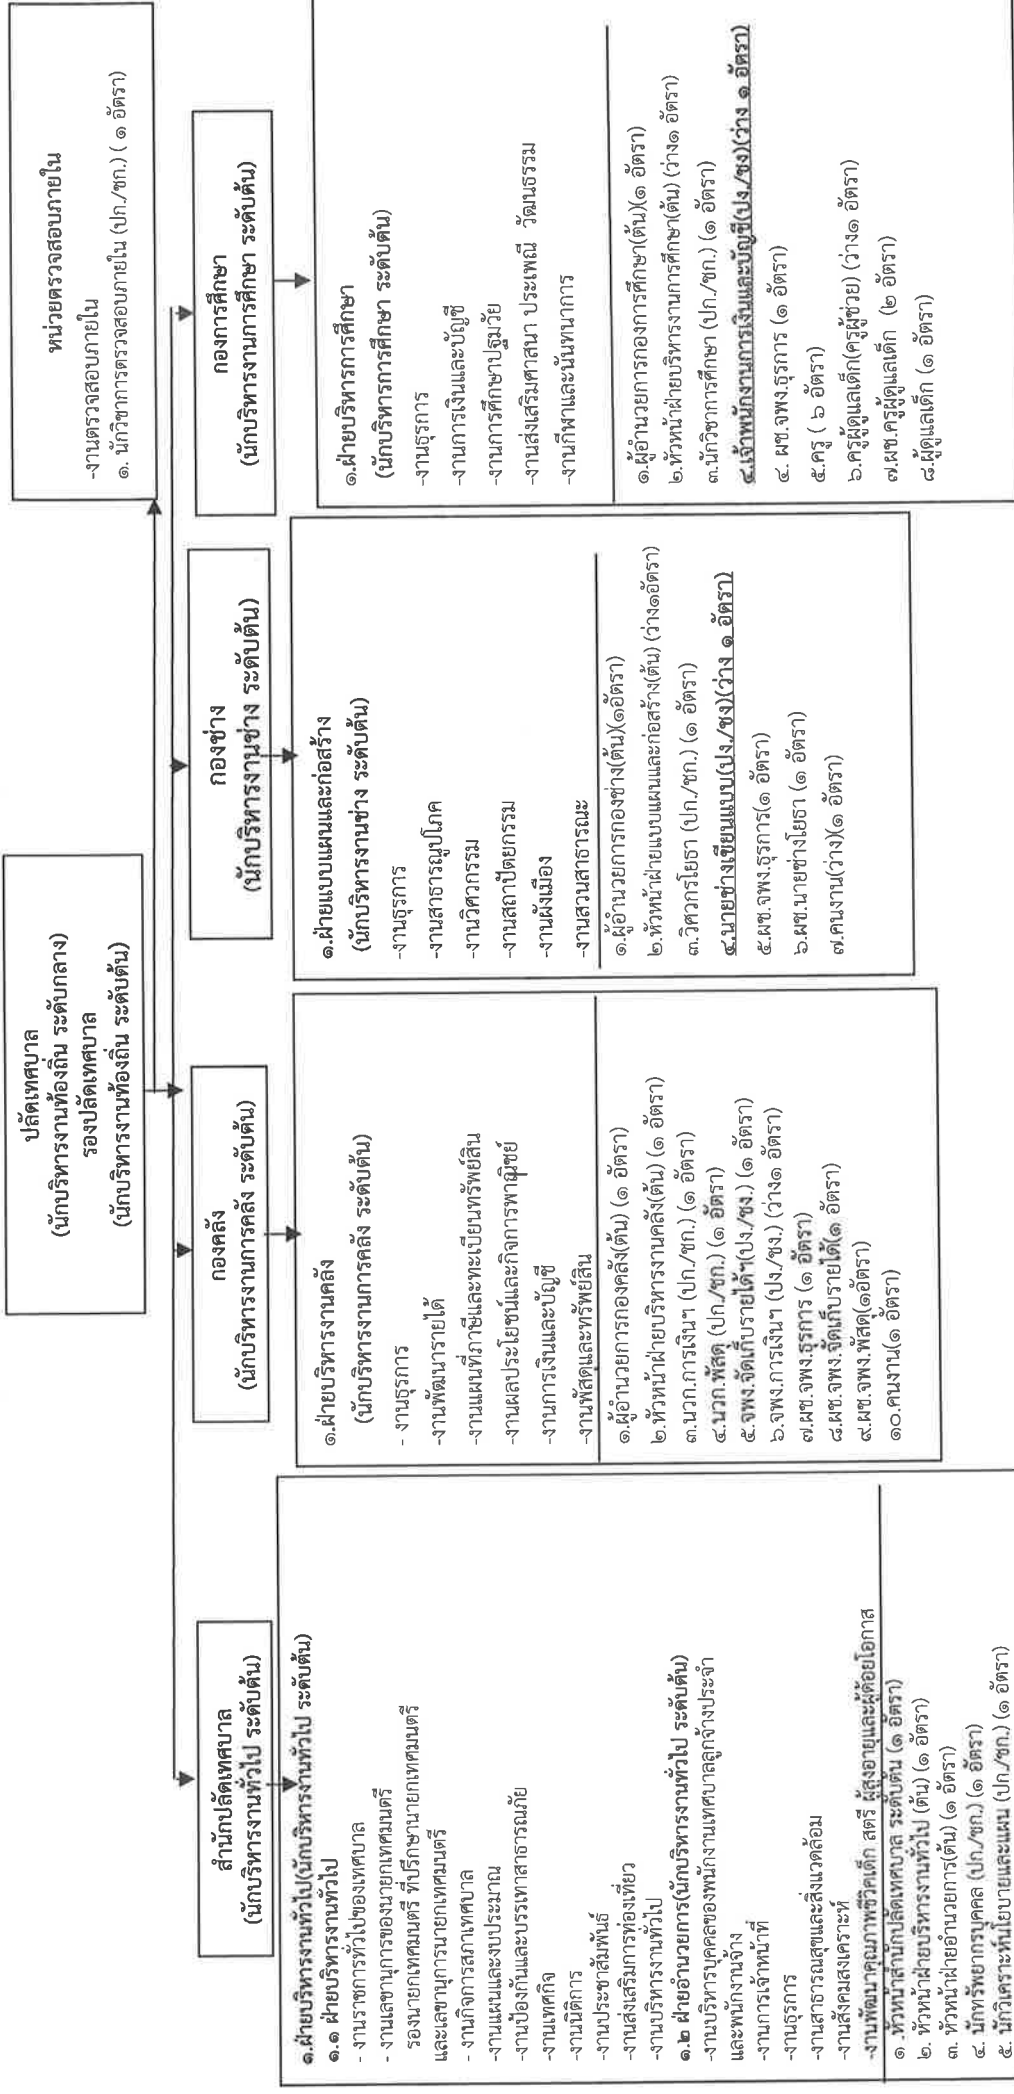 ปลัดเทศบาล
(นักบริหารงานท้องถิ่น ระดับกลาง)
รองปลัดเทศบาล
(นักบริหารงานท้องถิ่น ระดับต้น)
หน่วยตรวจสอบภายใน
-งานตรวจสอบภายใน
๑. นักวิชาการตรวจสอบภายใน (ปก./ชก.) ( ๑ อัตรา)
สำนักปลัดเทศบาล
(นักบริหารงานทั่วไป ระดับต้น)
๑.ฝ่ายบริหารงานทั่วไป(นักบริหารงานทั่วไป ระดับต้น)
๑.๑ ฝ่ายบริหารงานทั่วไป
- งานราชการทั่วไปของเทศบาล
- งานเลขานุการของนายกเทศมนตรี
รองนายกเทศมนตรี ที่ปรึกษานายกเทศมนตรี
และเลขานุการนายกเทศมนตรี
- งานกิจการสภาเทศบาล
-งานแผนและงบประมาณ
-งานป้องกันและบรรเทาสาธารณภัย
-งานเทศกิจ
-งานนิติการ
-งานประชาสัมพันธ์
-งานส่งเสริมการท่องเที่ยว
-งานบริหารงานทั่วไป
๑.๒ ฝ่ายอำนวยการ(นักบริหารงานทั่วไป ระดับต้น)
-งานบริหารบุคคลของพนักงานเทศบาลลูกจ้างประจำ
และพนักงานจ้าง
-งานการเจ้าหน้าที่
-งานธุรการ
-งานสาธารณสุขและสิ่งแวดล้อม
-งานสังคมสงเคราะห์
-งานพัฒนาคุณภาพชีวิตเด็ก สตรี ผู้สูงอายุและผู้ด้อยโอกาส
๑ .หัวหน้าสำนักปลัดเทศบาล ระดับต้น (๑ อัตรา)
๒. หัวหน้าฝ่ายบริหารงานทั่วไป (ต้น) (๑ อัตรา)
๓. หัวหน้าฝ่ายอำนวยการ(ต้น) (๑ อัตรา)
๔. นักทรัพยากรบุคคล (ปก./ชก.) (๑ อัตรา)
๕. นักวิเคราะห์นโยบายและแผน (ปก./ชก.) (๑ อัตรา)
กองคลัง
(นักบริหารงานการคลัง ระดับต้น)
๑.ฝ่ายบริหารงานคลัง
(นักบริหารงานการคลัง ระดับต้น)
- งานธุรการ
-งานพัฒนารายได้
-งานแผนที่ภาษีและทะเบียนทรัพย์สิน
-งานผลประโยชน์และกิจการพาณิชย์
-งานการเงินและบัญชี
-งานพัสดุและทรัพย์สิน
๑.ผู้อำนวยการกองคลัง(ต้น) (๑ อัตรา)
๒.หัวหน้าฝ่ายบริหารงานคลัง(ต้น) (๑ อัตรา)
๓.นวก.การเงินฯ (ปก./ชก.) (๑ อัตรา)
๔.นวก.พัสดุ (ปก./ชก.) (๑ อัตรา)
๕.จพง.จัดเก็บรายได้ฯ(ปง./ชง.) (๑ อัตรา)
๖.จพง.การเงินฯ (ปง./ชง.) (ว่าง๑ อัตรา)
๗.ผช.จพง.ธุรการ (๑ อัตรา)
๘.ผช.จพง.จัดเก็บรายได้(๑ อัตรา)
๙.ผช.จพง.พัสดุ(๑อัตรา)
๑๐.คนงาน(๑ อัตรา)
กองช่าง
(นักบริหารงานช่าง ระดับต้น)
๑.ฝ่ายแบบแผนและก่อสร้าง
(นักบริหารงานช่าง ระดับต้น)
-งานธุรการ
-งานสาธารณูปโภค
-งานวิศวกรรม
-งานสถาปัตยกรรม
-งานผังเมือง
-งานสวนสาธารณะ
๑.ผู้อำนวยการกองช่าง(ต้น)(๑อัตรา)
๒.หัวหน้าฝ่ายแบบแผนและก่อสร้าง(ต้น) (ว่าง๑อัตรา)
๓.วิศวกรโยธา (ปก./ชก.) (๑ อัตรา)
๔.นายช่างเขียนแบบ(ปง./ชง)(ว่าง ๑ อัตรา)
๕.ผช.จพง.ธุรการ(๑ อัตรา)
๖.ผช.นายช่างโยธา (๑ อัตรา)
๗.คนงาน(ว่าง)(๑ อัตรา)
กองการศึกษา
(นักบริหารงานการศึกษา ระดับต้น)
๑.ฝ่ายบริหารการศึกษา
(นักบริหารการศึกษา ระดับต้น)
-งานธุรการ
-งานการเงินและบัญชี
-งานการศึกษาปฐมวัย
-งานส่งเสริมศาสนา ประเพณี วัฒนธรรม
-งานกีฬาและนันทนาการ
๑.ผู้อำนวยการกองการศึกษา(ต้น)(๑ อัตรา)
๒.หัวหน้าฝ่ายบริหารงานการศึกษา(ต้น) (ว่าง๑ อัตรา)
๓.นักวิชาการศึกษา (ปก./ชก.) (๑ อัตรา)
๔.เจ้าพนักงานการเงินและบัญชี(ปง./ชง)(ว่าง ๑ อัตรา)
๔. ผช.จพง.ธุรการ (๑ อัตรา)
๕.ครู ( ๖ อัตรา)
๖.ครูผู้ดูแลเด็ก(ครูผู้ช่วย) (ว่าง๑ อัตรา)
๗.ผช.ครูผู้ดูแลเด็ก (๒ อัตรา)
๘.ผู้ดูแลเด็ก (๑ อัตรา)